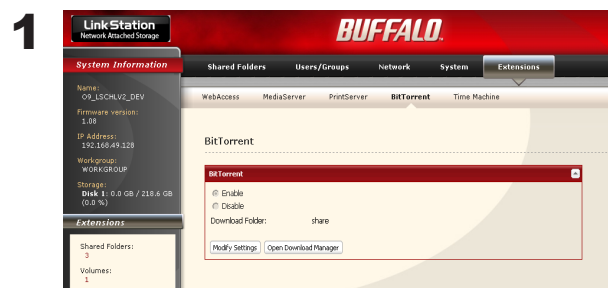 1
LinkStation
Network Attached Storage
BUFFALO
System Information
Shared Folders Users/Groups Network System Extensions
Name:
O9_LSCHLV2_DEV
WebAccess MediaServer PrintServer BitTorrent Time Machine
Firmware version:
1.08
IP Address:
192.168.49.128
BitTorrent
Workgroup:
WORKGROUP
BitTorrent
Storage:
Disk 1: 0.0 GB / 218.6 GB
(0.0 %)
Enable
Disable
Download Folder: share
Extensions
Modify Settings Open Download Manager
Shared Folders:
3
Volumes:
1